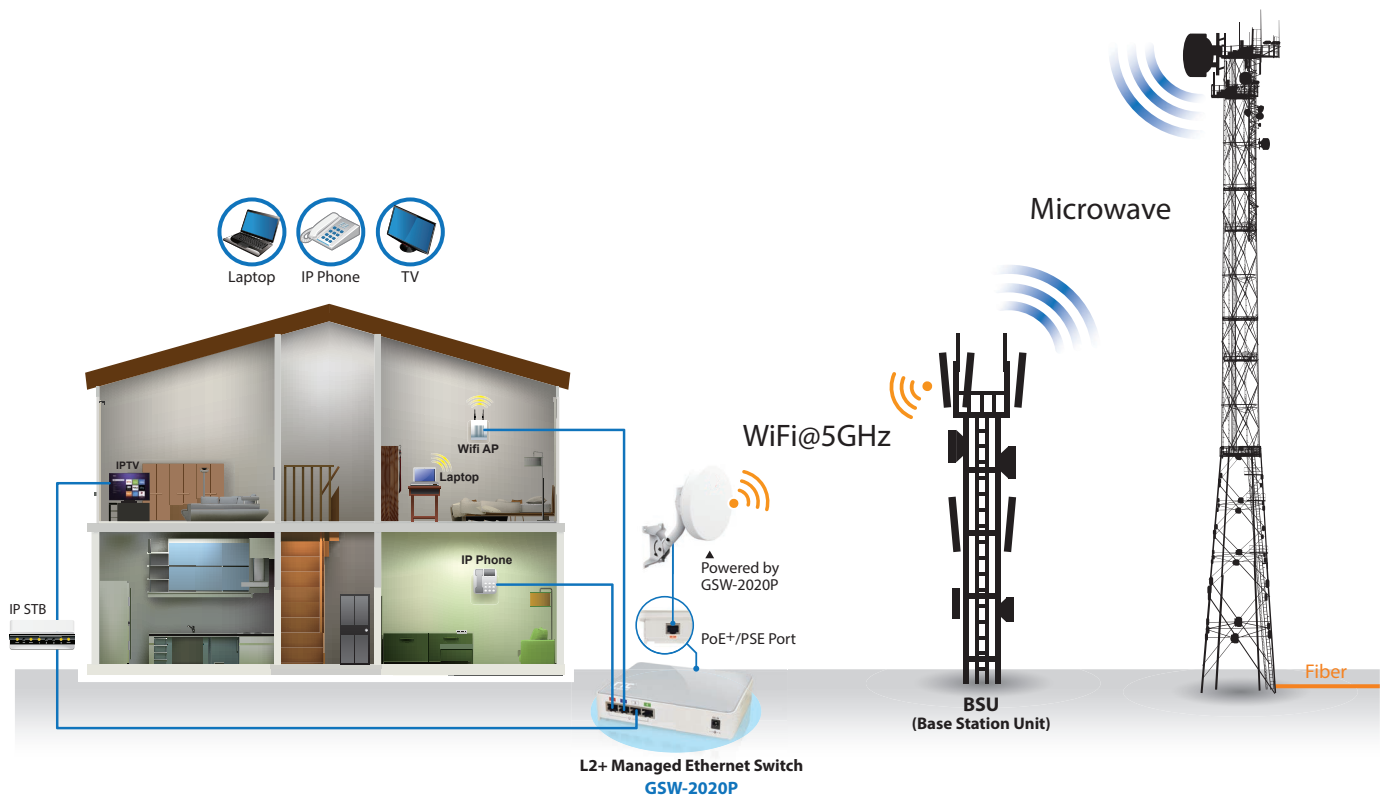 Microwave
Laptop
IP Phone
TV
WiFi@5GHz
Wifi AP
IPTV
Laptop
IP Phone
Powered by
GSW-2020P
IP STB
PoE+/PSE Port
Fiber
BSU
(Base Station Unit)
L2+ Managed Ethernet Switch
GSW-2020P